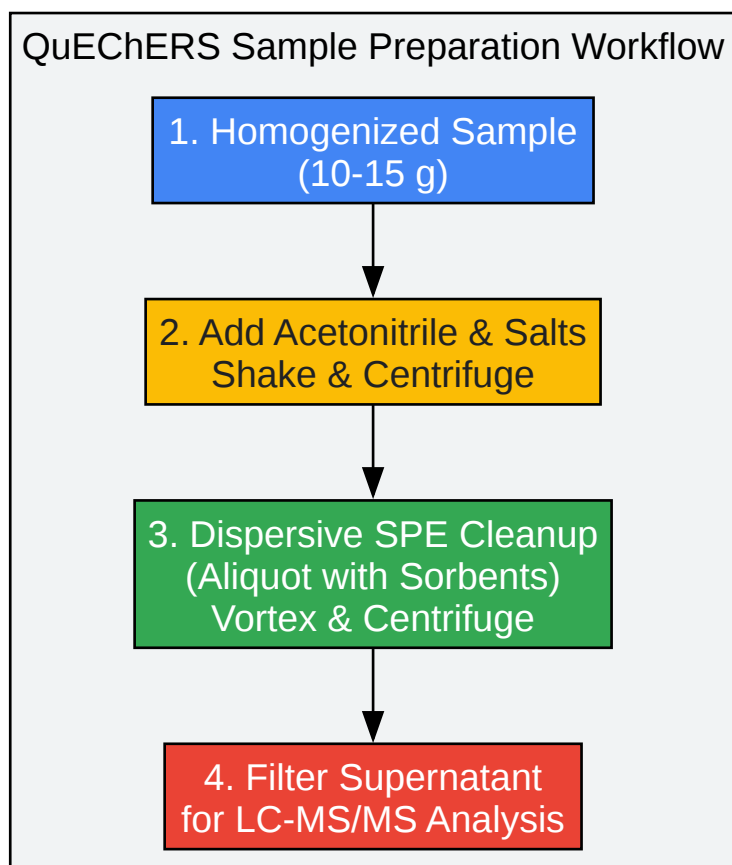 QuEChERS Sample Preparation Workflow
1. Homogenized Sample
(10-15 g)
2. Add Acetonitrile & Salts
Shake & Centrifuge
3. Dispersive SPE Cleanup
(Aliquot with Sorbents)
Vortex & Centrifuge
4. Filter Supernatant
for LC-MS/MS Analysis